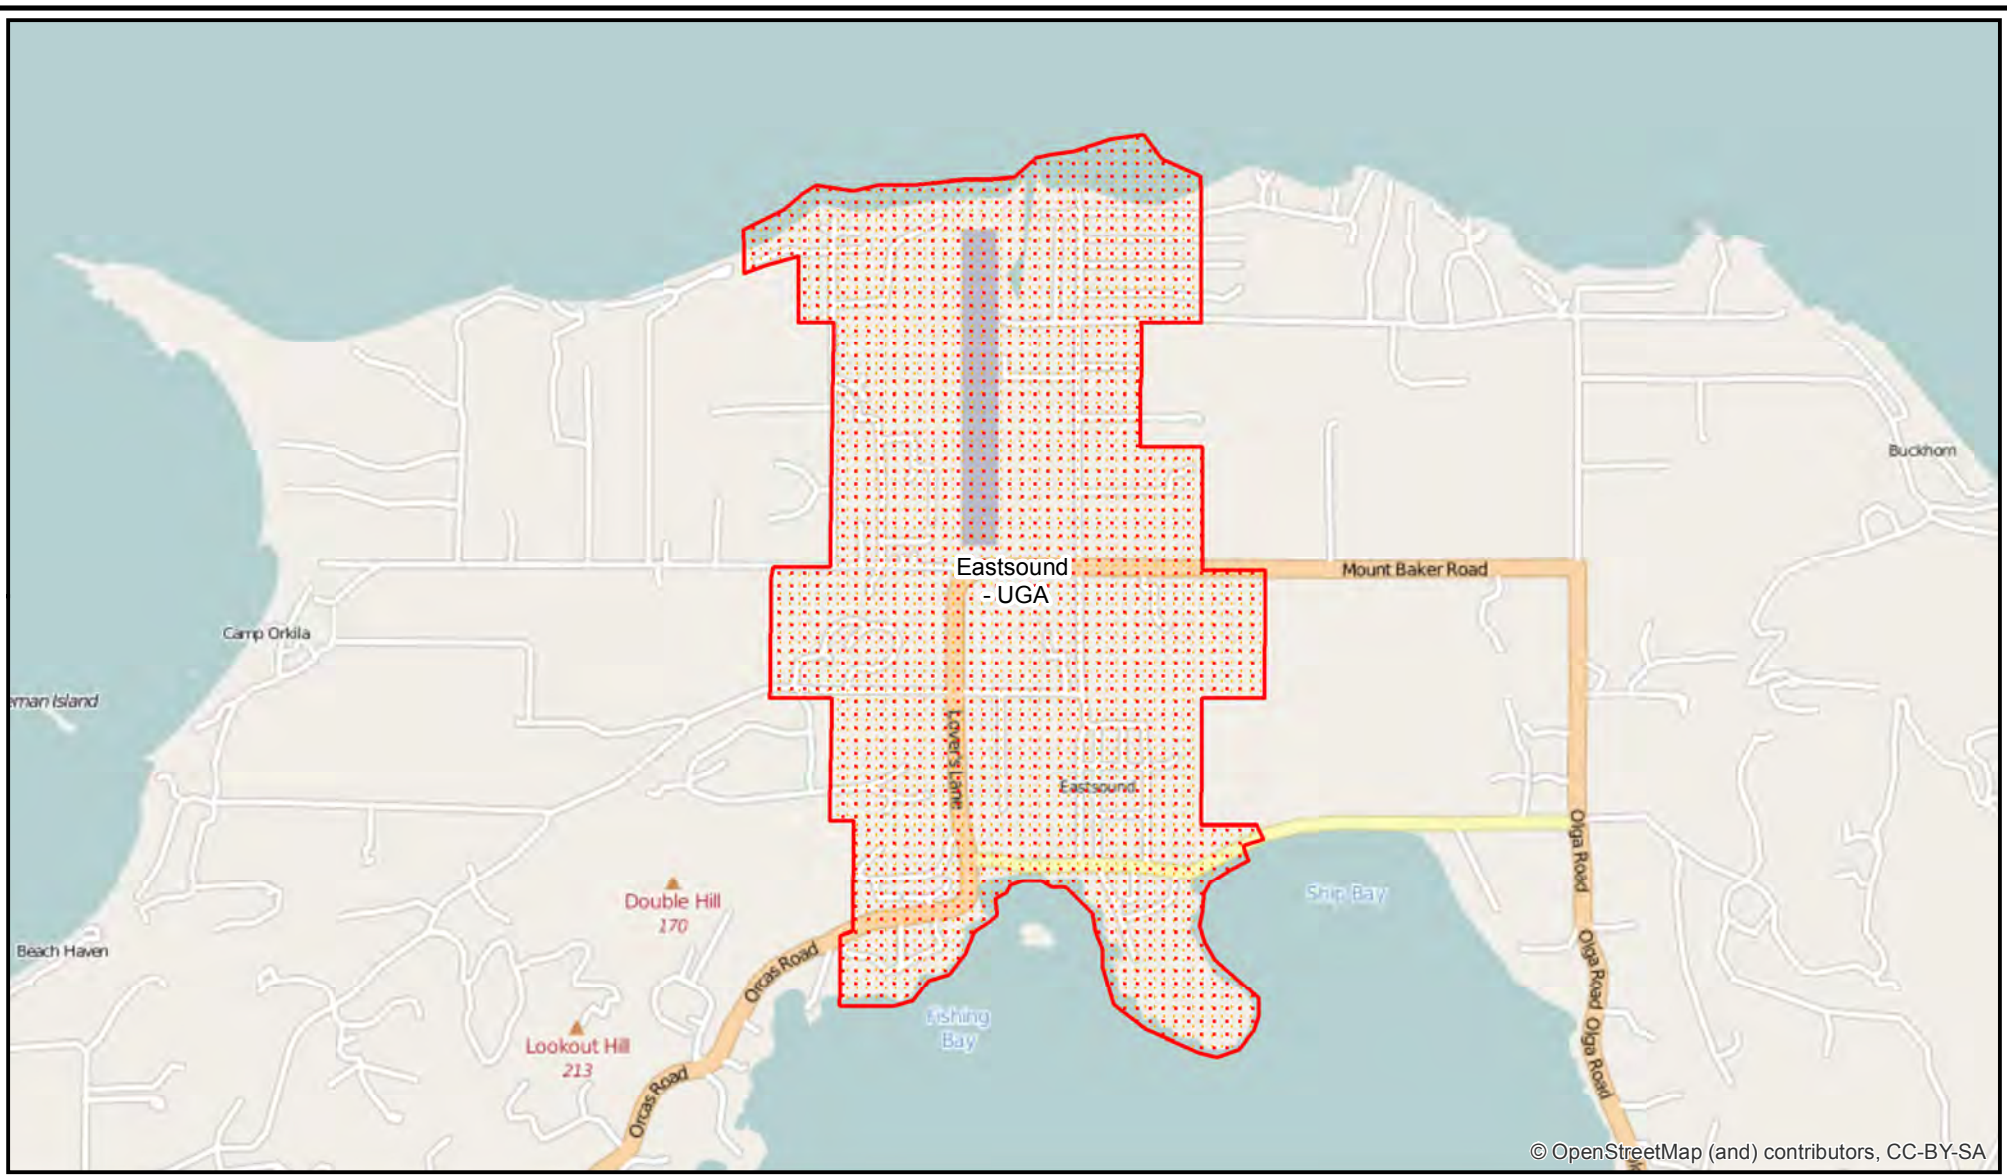 Buckhorn
Eastsound
- UGA
Mount Baker Road
Camp Orkila
eman Island
Lover's Lane
Eastsound
Olga Road
Double Hill
170
Ship Bay
Beach Haven
Orcas Road
Olga Road
Fishing
Bay
Lookout Hill
213
Olga Road
Orcas Road
© OpenStreetMap (and) contributors, CC-BY-SA